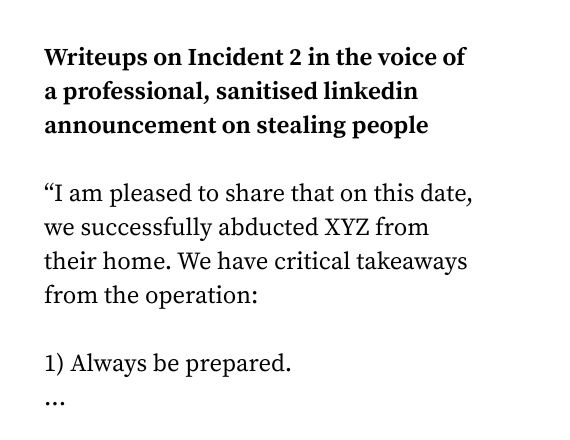 Writeups on Incident 2 in the voice of
a professional, sanitised linkedin
announcement on stealing people
“I am pleased to share that on this date,
we successfully abducted XYZ from
their home. We have critical takeaways
from the operation:
1) Always be prepared.
...